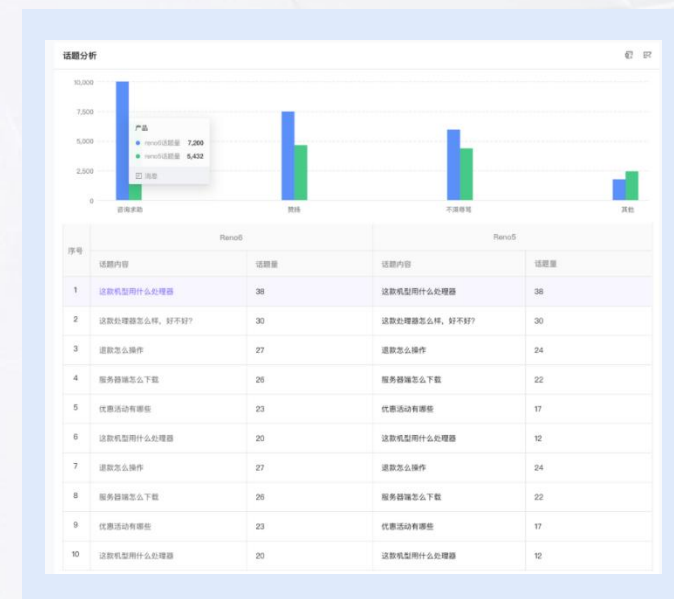 话题分析
10,000
7,500
5,000
2,500
0
产品
reno6话题量 7,200
reno5话题量 5,432
消息
咨询求助
赞扬
不满辱骂
其他
序号 Reno6 Reno5
话题内容 话题量 话题内容 话题量
1 这款机型用什么处理器 38 这款机型用什么处理器 38
2 这款处理器怎么样，好不好? 30 这款处理器怎么样，好不好? 30
3 退款怎么操作 27 退款怎么操作 24
4 服务器端怎么下载 26 服务器端怎么下载 22
5 优惠活动有哪些 23 优惠活动有哪些 17
6 这款机型用什么处理器 20 这款机型用什么处理器 12
7 退款怎么操作 27 退款怎么操作 24
8 服务器端怎么下载 26 服务器端怎么下载 22
9 优惠活动有哪些 23 优惠活动有哪些 17
10 这款机型用什么处理器 20 这款机型用什么处理器 12